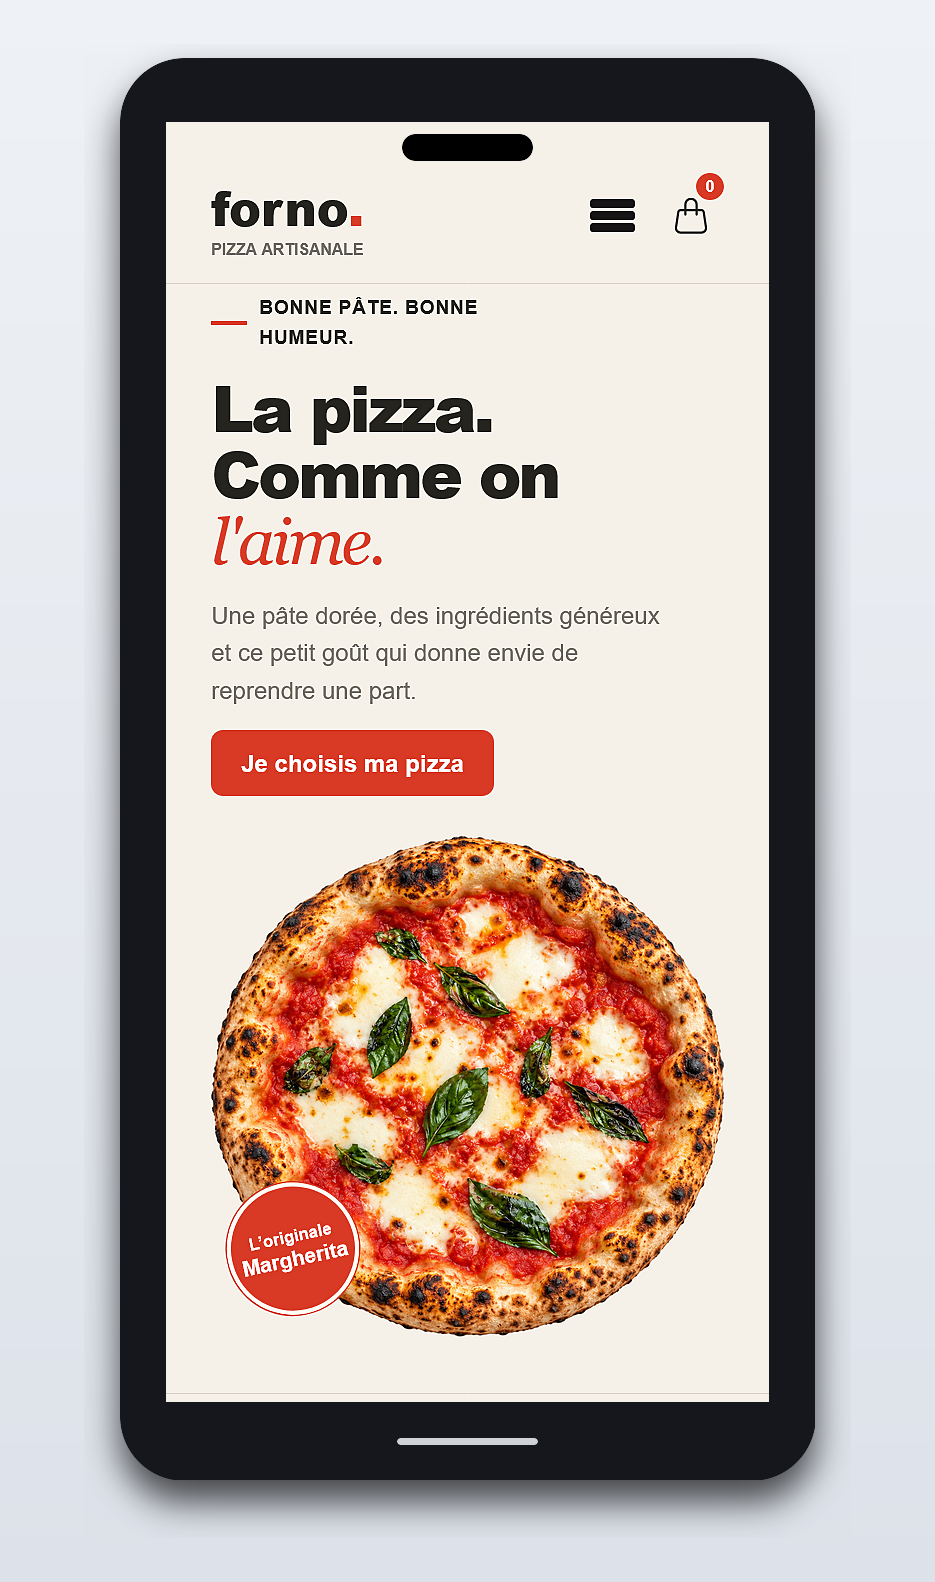 forno.
PIZZA ARTISANALE
0
BONNE PÂTE. BONNE
HUMEUR.
La pizza.
Comme on
l'aime.
Une pâte dorée, des ingrédients généreux
et ce petit goût qui donne envie de
reprendre une part.
Je choisis ma pizza
L’originale
Margherita